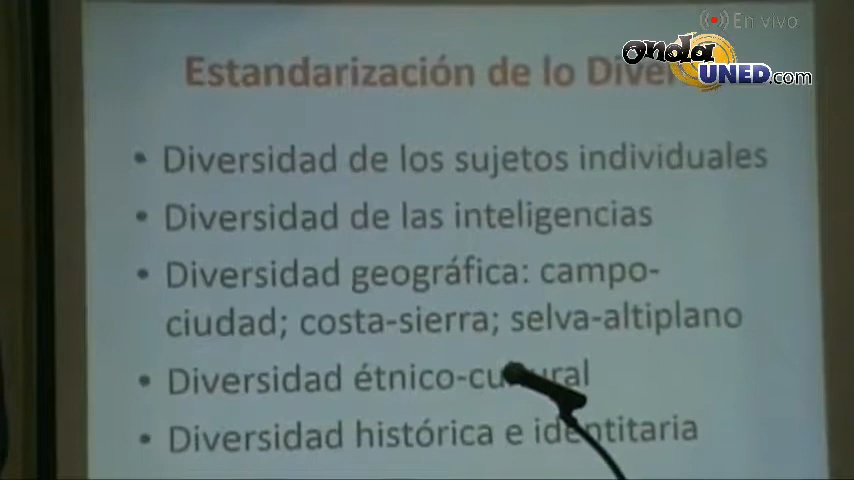 En vivo
onda
UNED.com
Estandarización de lo
• Diversidad de los sujetos individuales
• Diversidad de las inteligencias
• Diversidad geográfica: campo-
ciudad; costa-sierra; selva-altiplano
• Diversidad étnico-cultural
• Diversidad histórica e identitaria